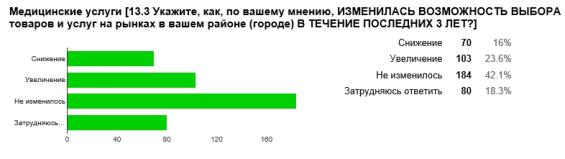 Медицинские услуги [13.3 Укажите, как, по вашему мнению, ИЗМЕНИЛАСЬ ВОЗМОЖНОСТЬ ВЫБОРА
товаров и услуг на рынках в вашем районе (городе) В ТЕЧЕНИЕ ПОСЛЕДНИХ 3 ЛЕТ?]
Снижение
Увеличение
Не изменилось
Затрудняюсь...
0 40 80 120 160
Снижение 70 16%
Увеличение 103 23.6%
Не изменилось 184 42.1%
Затрудняюсь ответить 80 18.3%